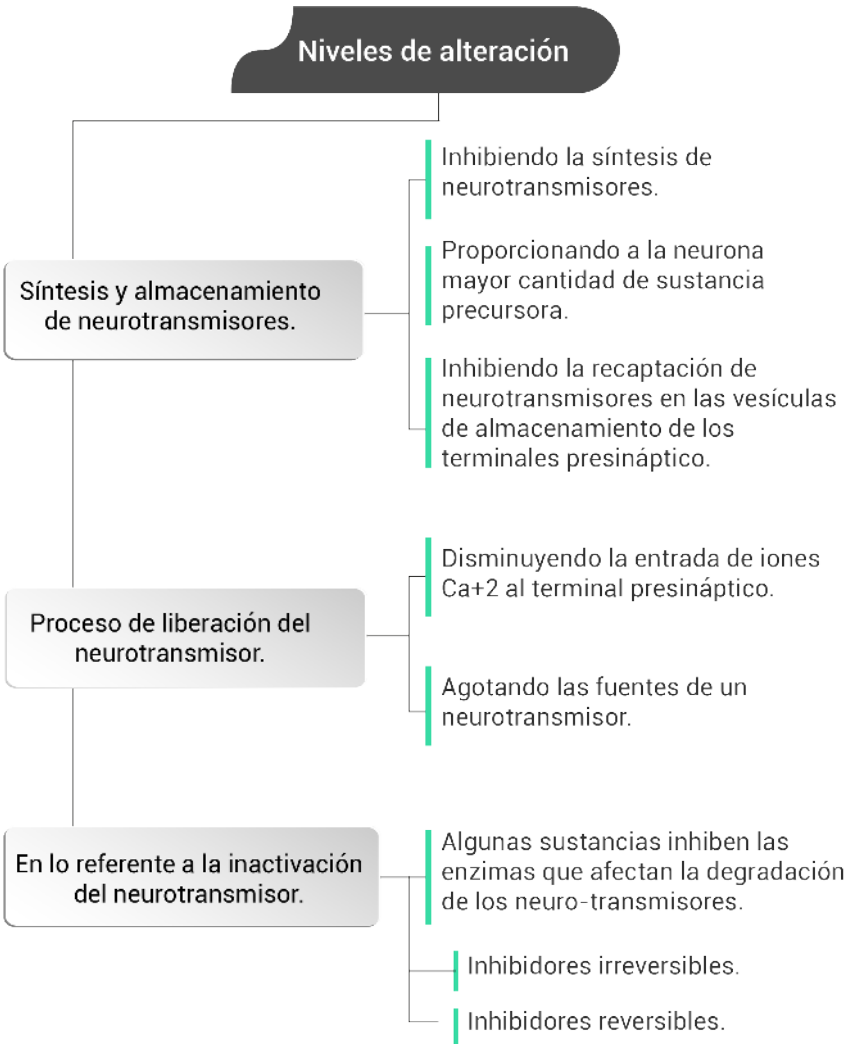 Niveles de alteración
Síntesis y almacenamiento
de neurotransmisores.
Inhibiendo la síntesis de
neurotransmisores.
Proporcionando a la neurona
mayor cantidad de sustancia
precursora.
Inhibiendo la recaptación de
neurotransmisores en las vesículas
de almacenamiento de los
terminales presináptico.
Proceso de liberación del
neurotransmisor.
Disminuyendo la entrada de iones
Ca+2 al terminal presináptico.
Agotando las fuentes de un
neurotransmisor.
En lo referente a la inactivación
del neurotransmisor.
Algunas sustancias inhiben las
enzimas que afectan la degradación
de los neuro-transmisores.
Inhibidores irreversibles.
Inhibidores reversibles.